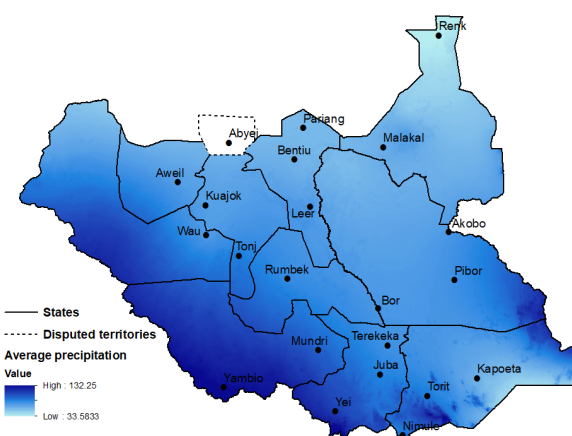 Renk
Pariang
Abyei
Malakal
Bentiu
Aweil
Kuajok
Leer
Akobo
Wau
Tonj
Rumbek
Pibor
Bor
States
Disputed territories
Terekeka
Mundri
Average precipitation
Value
Juba
Kapoeta
High : 132.25
Yambio
Torit
Yei
Low : 33.5833
Nimule